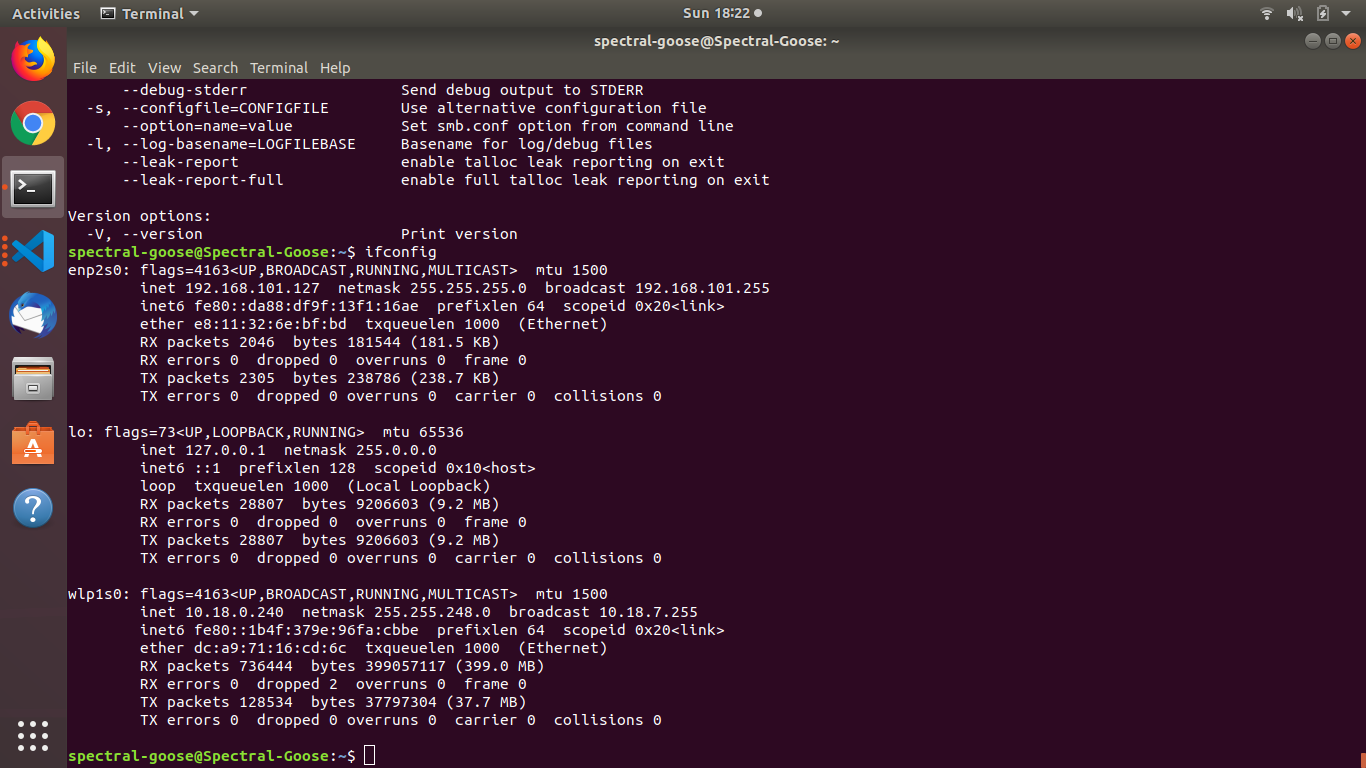 Activities Terminal Sun 18:22
spectral-goose@Spectral-Goose: ~
File Edit View Search Terminal Help
      --debug-stderr                 Send debug output to STDERR
  -s, --configfile=CONFIGFILE        Use alternative configuration file
      --option=name=value            Set smb.conf option from command line
  -l, --log-basename=LOGFILEBASE     Basename for log/debug files
      --leak-report                  enable talloc leak reporting on exit
      --leak-report-full             enable full talloc leak reporting on exit

Version options:
  -V, --version                      Print version
spectral-goose@Spectral-Goose:~$ ifconfig
enp2s0: flags=4163<UP,BROADCAST,RUNNING,MULTICAST>  mtu 1500
        inet 192.168.101.127  netmask 255.255.255.0  broadcast 192.168.101.255
        inet6 fe80::da88:df9f:13f1:16ae  prefixlen 64  scopeid 0x20<link>
        ether e8:11:32:6e:bf:bd  txqueuelen 1000  (Ethernet)
        RX packets 2046  bytes 181544 (181.5 KB)
        RX errors 0  dropped 0  overruns 0  frame 0
        TX packets 2305  bytes 238786 (238.7 KB)
        TX errors 0  dropped 0 overruns 0  carrier 0  collisions 0

lo: flags=73<UP,LOOPBACK,RUNNING>  mtu 65536
        inet 127.0.0.1  netmask 255.0.0.0
        inet6 ::1  prefixlen 128  scopeid 0x10<host>
        loop  txqueuelen 1000  (Local Loopback)
        RX packets 28807  bytes 9206603 (9.2 MB)
        RX errors 0  dropped 0  overruns 0  frame 0
        TX packets 28807  bytes 9206603 (9.2 MB)
        TX errors 0  dropped 0 overruns 0  carrier 0  collisions 0

wlp1s0: flags=4163<UP,BROADCAST,RUNNING,MULTICAST>  mtu 1500
        inet 10.18.0.240  netmask 255.255.248.0  broadcast 10.18.7.255
        inet6 fe80::1b4f:379e:96fa:cbbe  prefixlen 64  scopeid 0x20<link>
        ether dc:a9:71:16:cd:6c  txqueuelen 1000  (Ethernet)
        RX packets 736444  bytes 399057117 (399.0 MB)
        RX errors 0  dropped 2  overruns 0  frame 0
        TX packets 128534  bytes 37797304 (37.7 MB)
        TX errors 0  dropped 0 overruns 0  carrier 0  collisions 0

spectral-goose@Spectral-Goose:~$